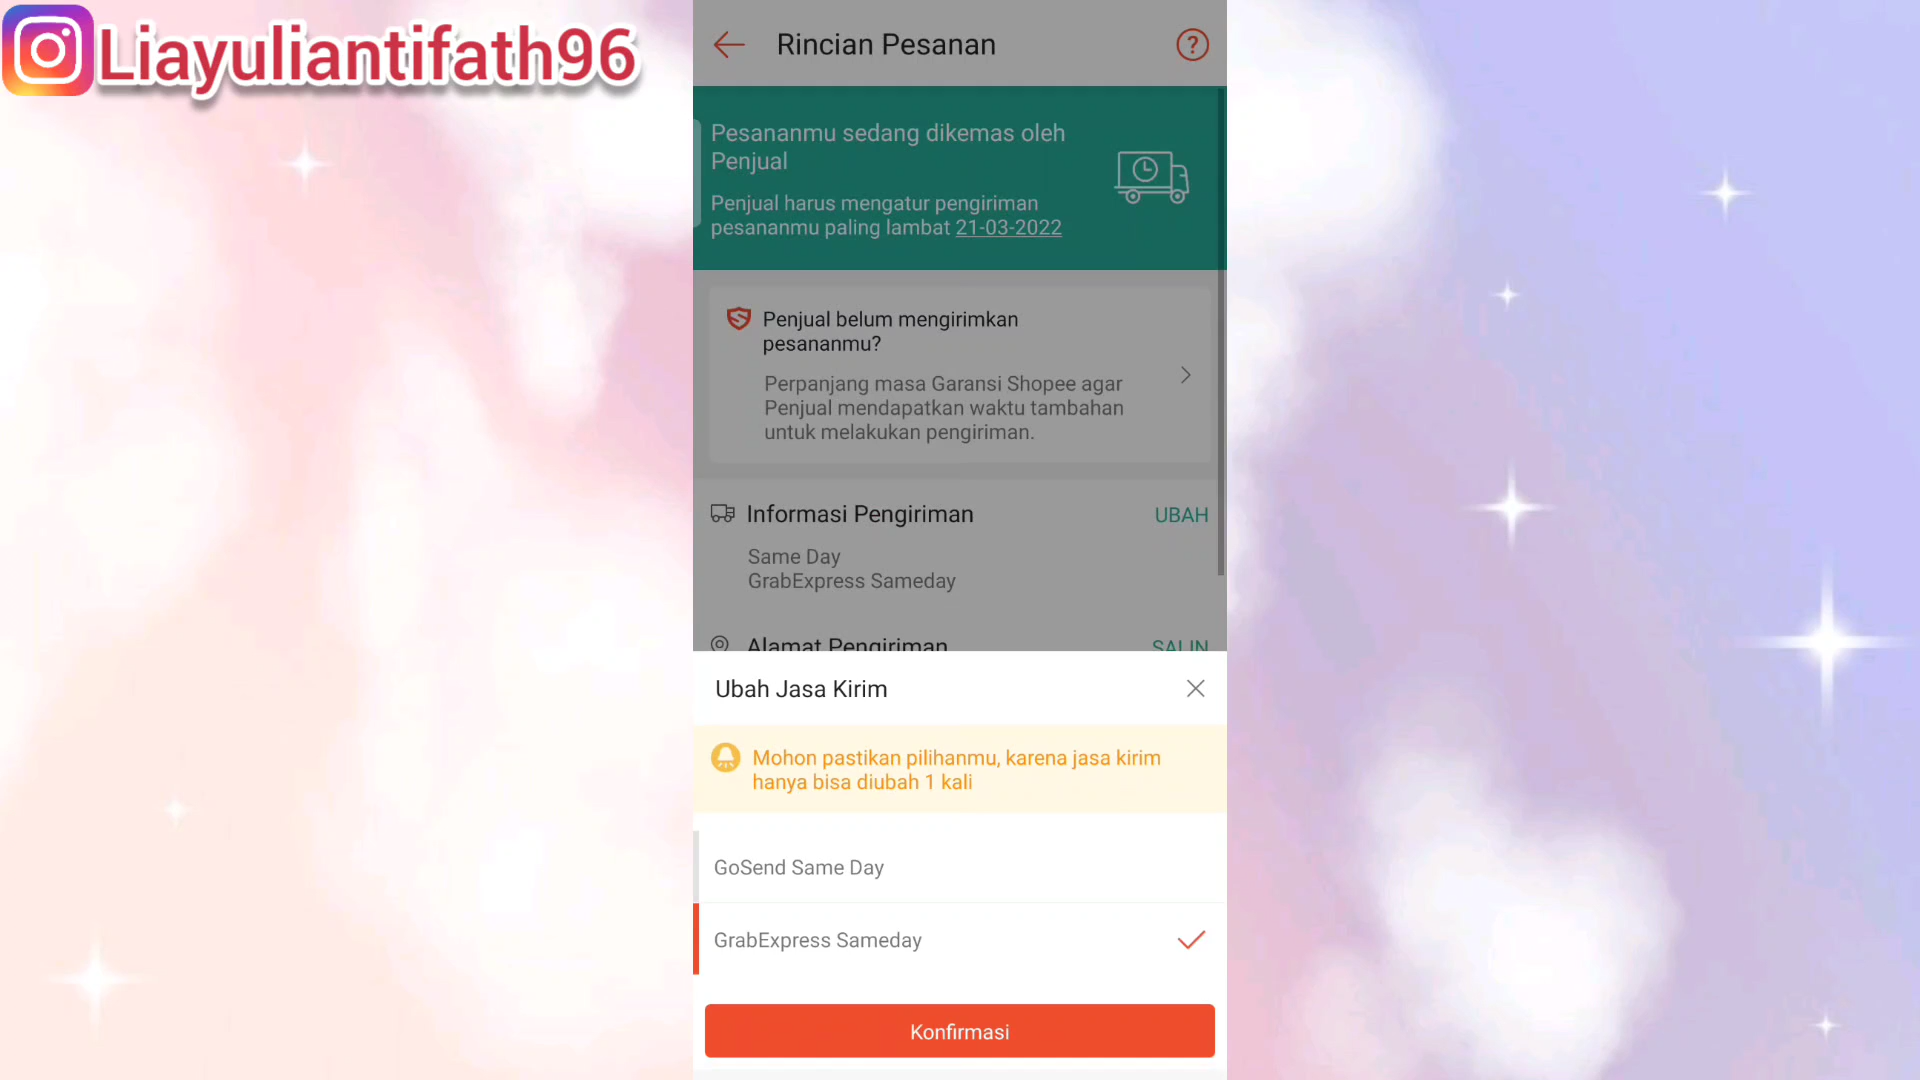 Liayuliantifath96
Rincian Pesanan
?
Pesananmu sedang dikemas oleh
Penjual
Penjual harus mengatur pengiriman
pesananmu paling lambat 21-03-2022
Penjual belum mengirimkan
pesananmu?
Perpanjang masa Garansi Shopee agar
Penjual mendapatkan waktu tambahan
untuk melakukan pengiriman.
Informasi Pengiriman UBAH
Same Day
GrabExpress Sameday
Alamat Pengiriman SALIN
Ubah Jasa Kirim
Mohon pastikan pilihanmu, karena jasa kirim
hanya bisa diubah 1 kali
GoSend Same Day
GrabExpress Sameday
Konfirmasi